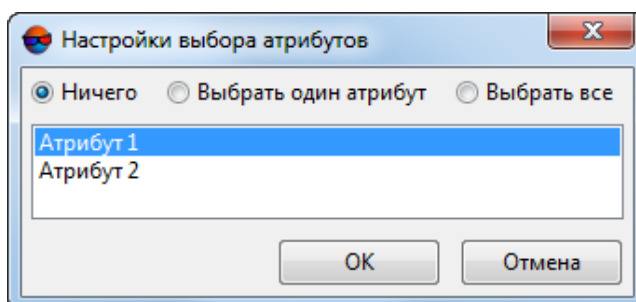 Настройки выбора атрибутов
Ничего Выбрать один атрибут Выбрать все
Атрибут 1
Атрибут 2
OK Отмена